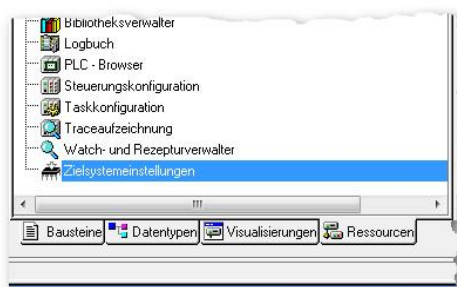 Bibliotheksverwalter
Logbuch
PLC - Browser
Steuerungskonfiguration
Taskkonfiguration
Traceaufzeichnung
Watch- und Rezepturverwalter
Zielsystemeinstellungen
Bausteine Datentypen Visualisierungen Ressourcen